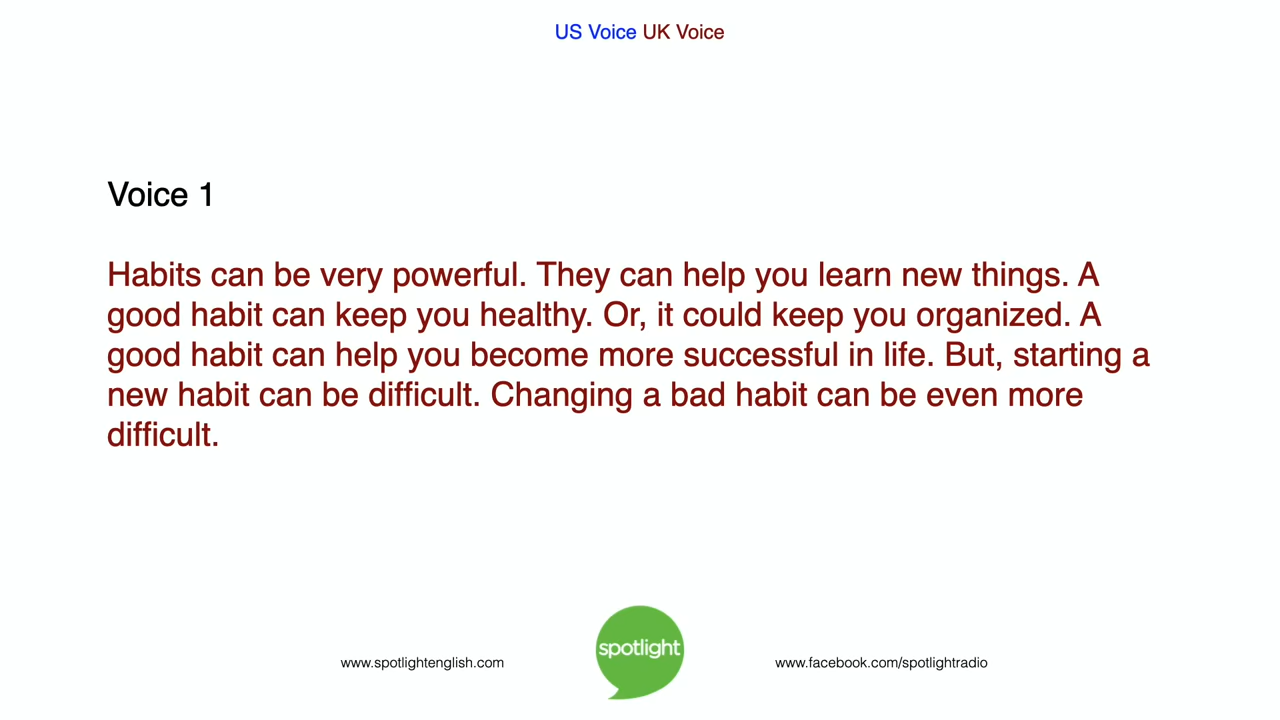 US Voice UK Voice
Voice 1
Habits can be very powerful. They can help you learn new things. A
good habit can keep you healthy. Or, it could keep you organized. A
good habit can help you become more successful in life. But, starting a
new habit can be difficult. Changing a bad habit can be even more
difficult.
www.spotlightenglish.com
spotlight
www.facebook.com/spotlightradio